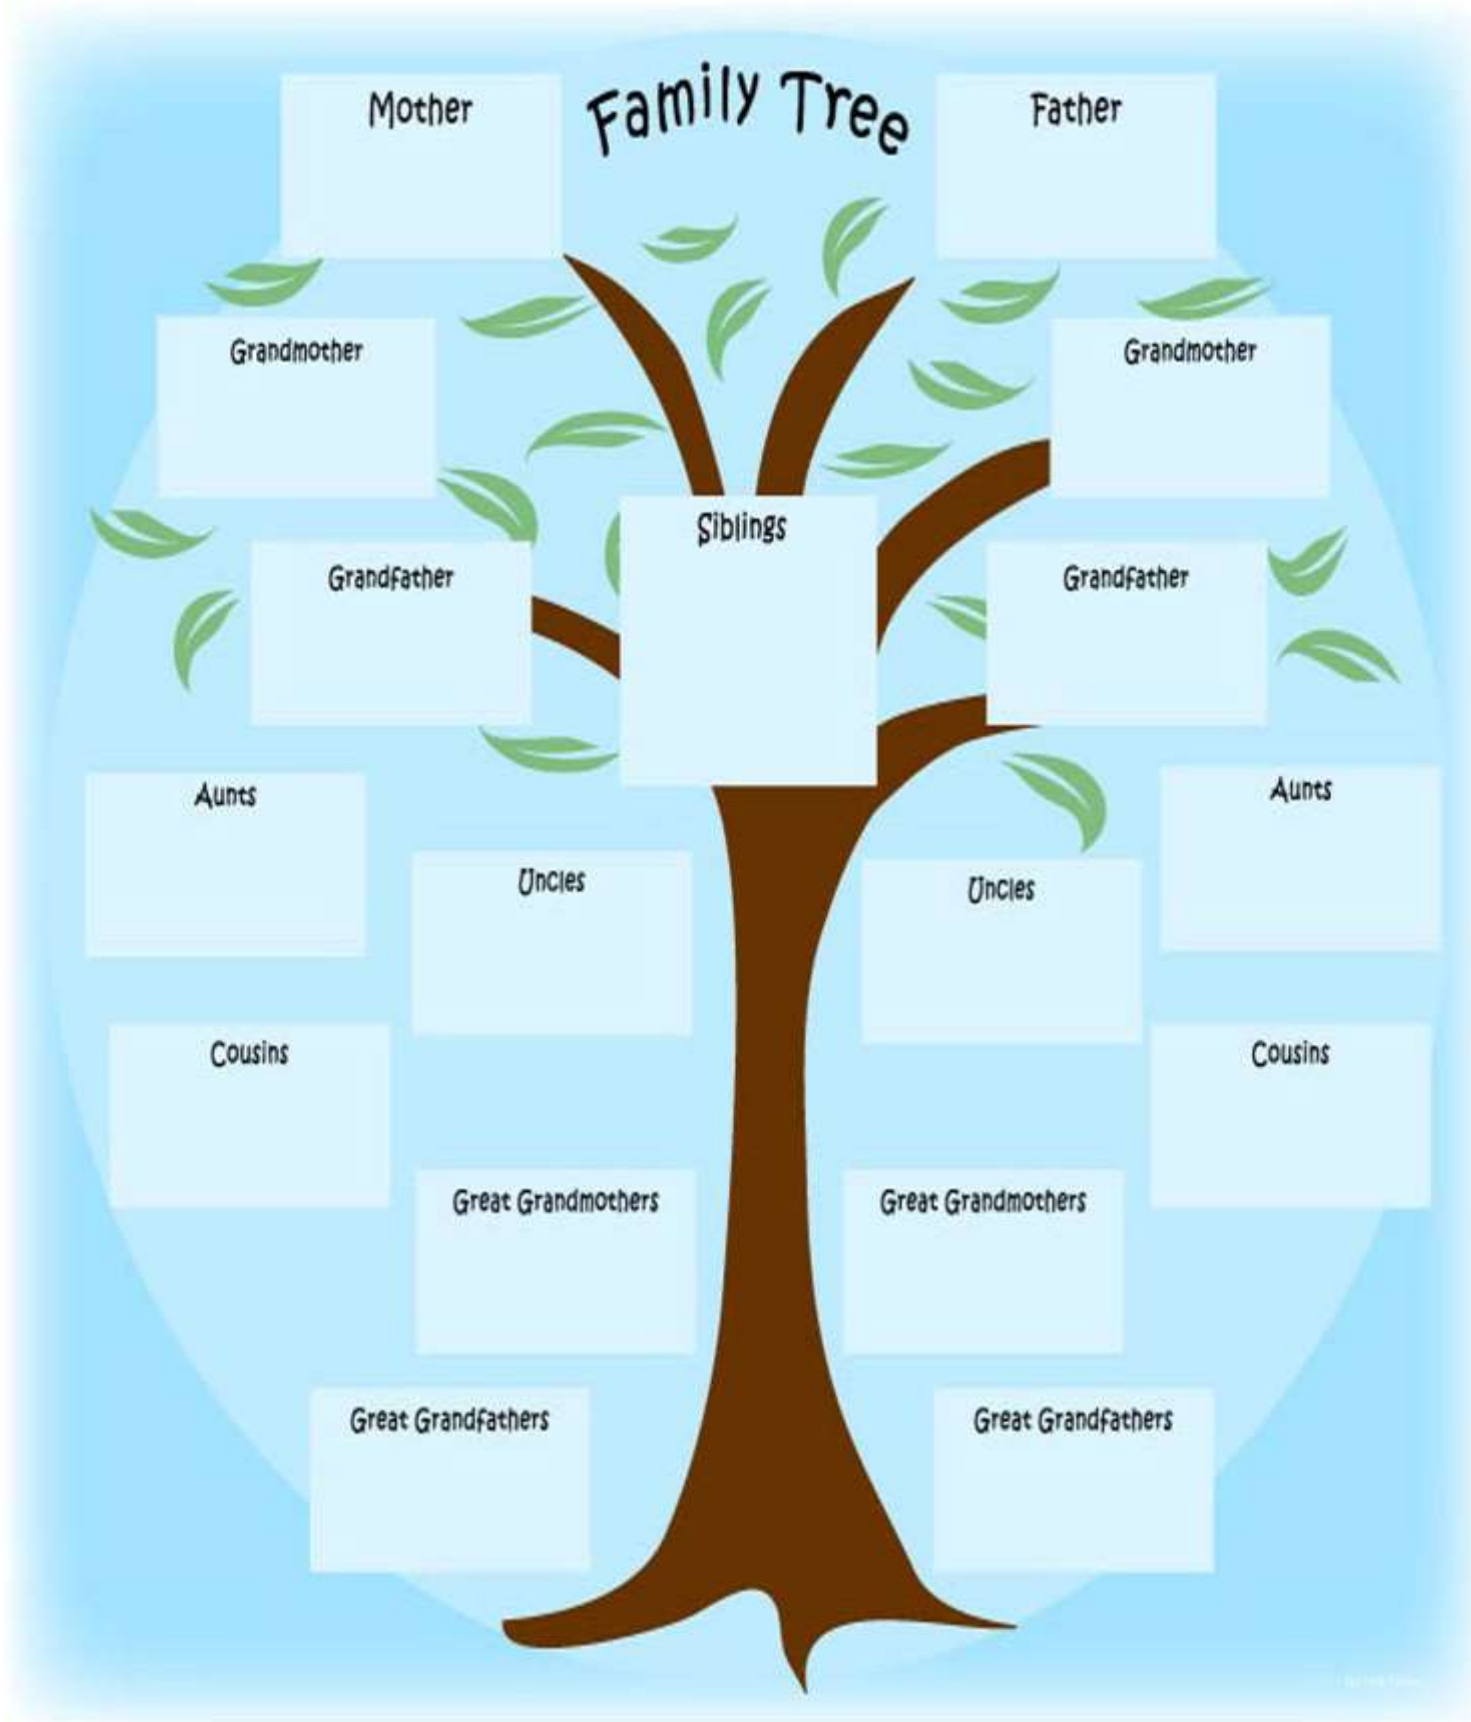 Family Tree
Mother
Father
Grandmother
Grandmother
Siblings
Grandfather
Grandfather
Aunts
Aunts
Uncles
Uncles
Cousins
Cousins
Great Grandmothers
Great Grandmothers
Great Grandfathers
Great Grandfathers